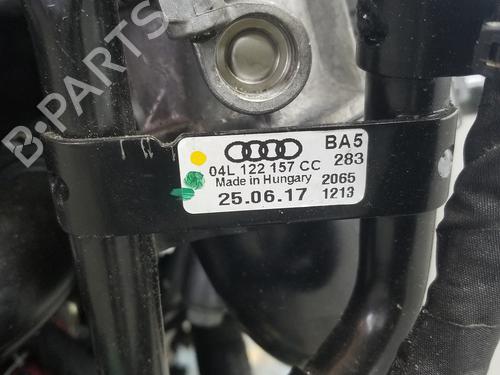 B-PARTS
BA5
04L 122 157 CC 283
Made in Hungary 2065
25.06.17 1213